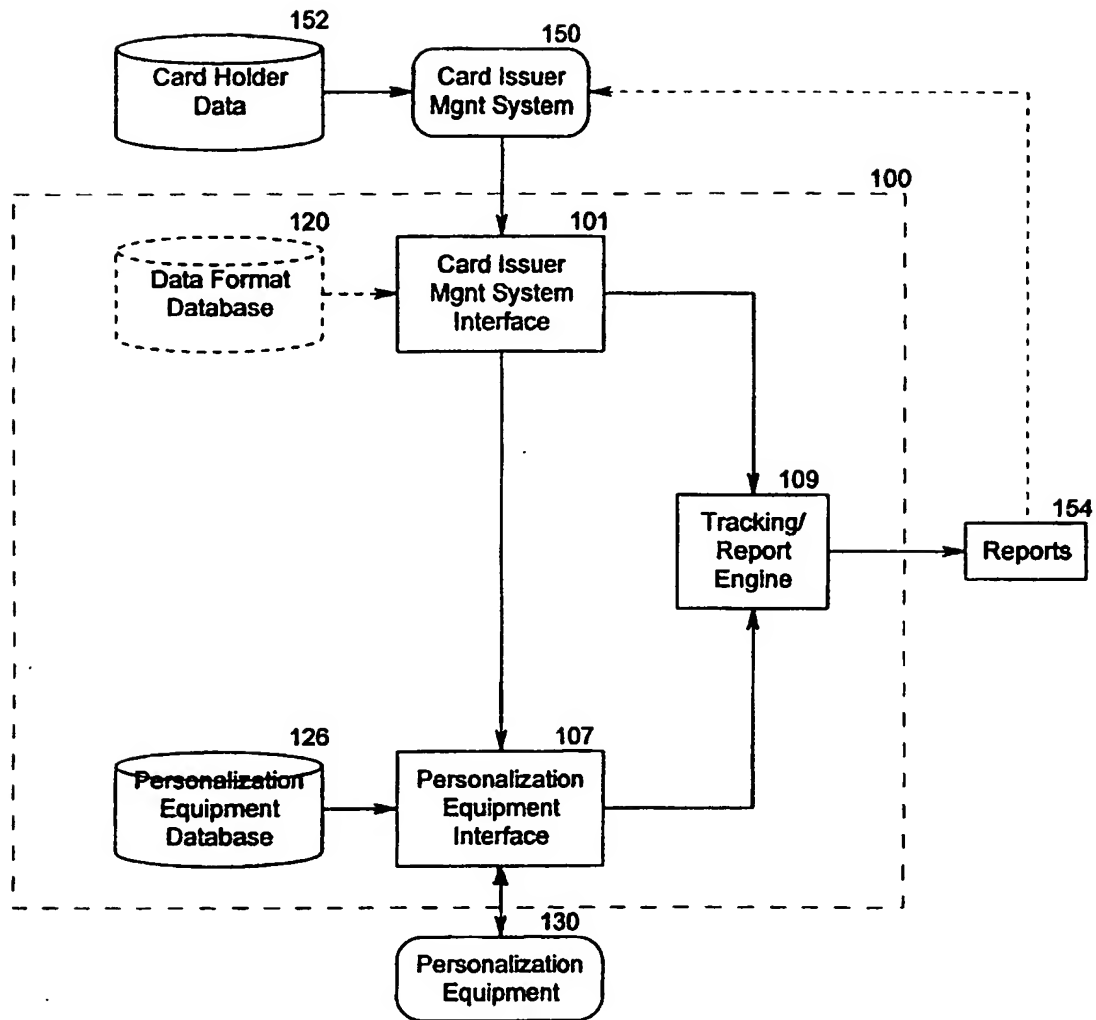 152
Card Holder
Data
150
Card Issuer
Mgnt System
100
120
Data Format
Database
101
Card Issuer
Mgnt System
Interface
109
Tracking/
Report
Engine
154
Reports
126
Personalization
Equipment
Database
107
Personalization
Equipment
Interface
130
Personalization
Equipment